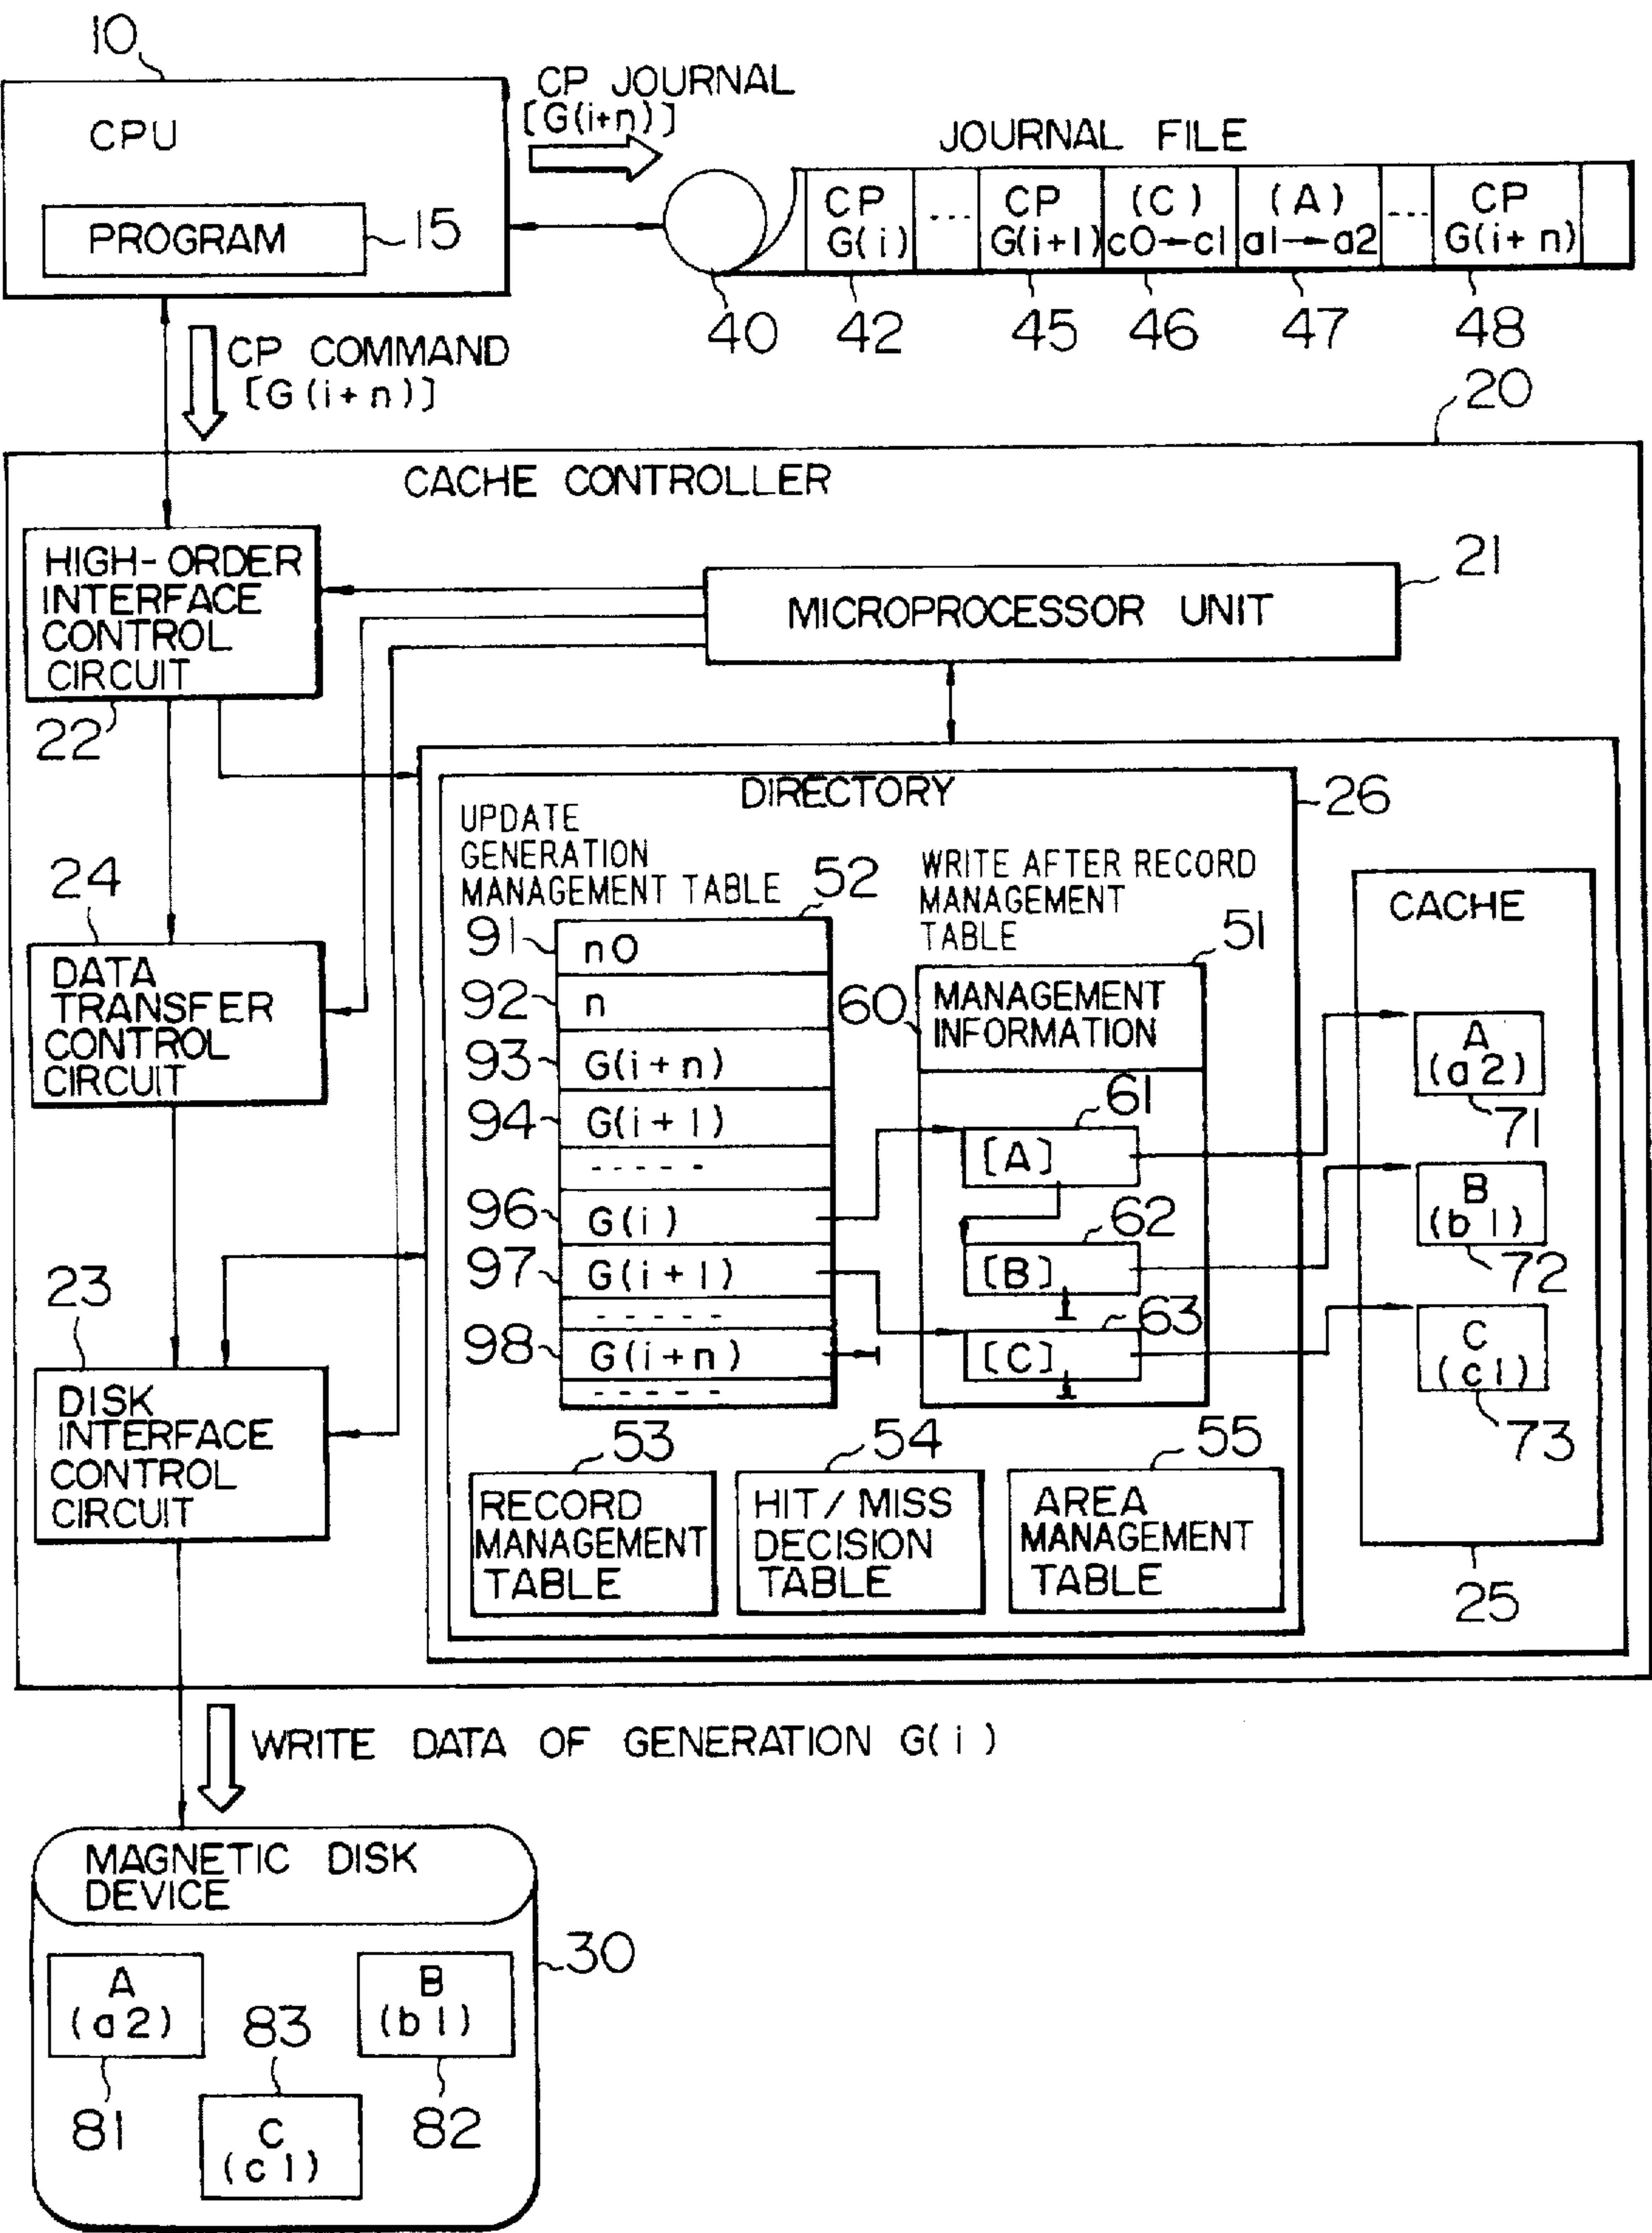 10
CPU
PROGRAM
15
CP JOURNAL
[G(i+n)]
JOURNAL FILE
CP
G(i)
----
CP
G(i+1)
(C)
c0→c1
(A)
a1→a2
---
CP
G(i+n)
40
42
45
46
47
48
CP COMMAND
[G(i+n)]
20
CACHE CONTROLLER
HIGH-ORDER
INTERFACE
CONTROL
CIRCUIT
22
MICROPROCESSOR UNIT
21
DIRECTORY
26
UPDATE
GENERATION
MANAGEMENT TABLE
52
WRITE AFTER RECORD
MANAGEMENT
TABLE
51
24
DATA
TRANSFER
CONTROL
CIRCUIT
91
n0
92
n
93
G(i+n)
94
G(i+1)
-----
96
G(i)
97
G(i+1)
-----
98
G(i+n)
-----
60
MANAGEMENT
INFORMATION
61
[A]
62
[B]
63
[C]
CACHE
A
(a2)
71
B
(b1)
72
C
(c1)
73
25
23
DISK
INTERFACE
CONTROL
CIRCUIT
53
RECORD
MANAGEMENT
TABLE
54
HIT/MISS
DECISION
TABLE
55
AREA
MANAGEMENT
TABLE
WRITE DATA OF GENERATION G(i)
MAGNETIC DISK
DEVICE
30
A
(a2)
81
B
(b1)
82
83
C
(c1)